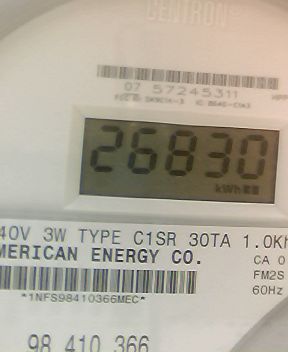 CENTRON
07 57245311
26830
kWh
40V 3W TYPE C1SR 30TA 1.0Kh
MERICAN ENERGY CO.
CA 0
FM2S
60Hz
*1NFS98410366MEC*
98 410 366